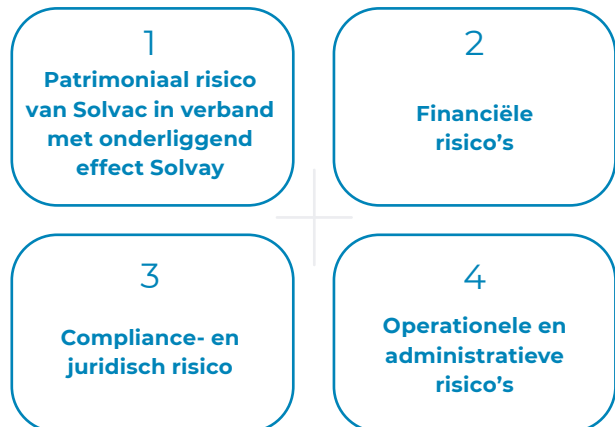 1
Patrimoniaal risico
van Solvac in verband
met onderliggend
effect Solvay
2
Financiële
risico's
3
Compliance- en
juridisch risico
4
Operationele en
administratieve
risico's